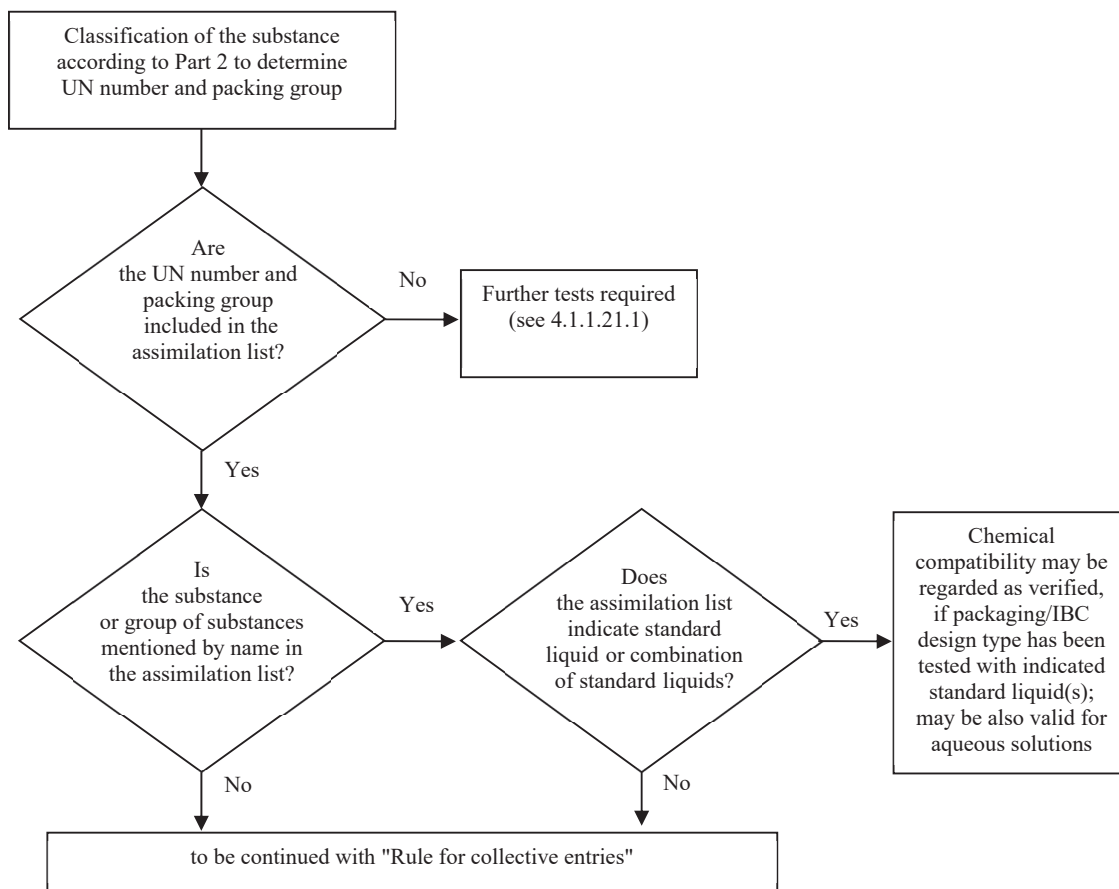 Classification of the substance
according to Part 2 to determine
UN number and packing group
Are
the UN number and
packing group
included in the
assimilation list?
No
Further tests required
(see 4.1.1.21.1)
Yes
Is
the substance
or group of substances
mentioned by name in
the assimilation list?
Yes
Does
the assimilation list
indicate standard
liquid or combination
of standard liquids?
Yes
Chemical
compatibility may be
regarded as verified,
if packaging/IBC
design type has been
tested with indicated
standard liquid(s);
may be also valid for
aqueous solutions
No
No
to be continued with "Rule for collective entries"